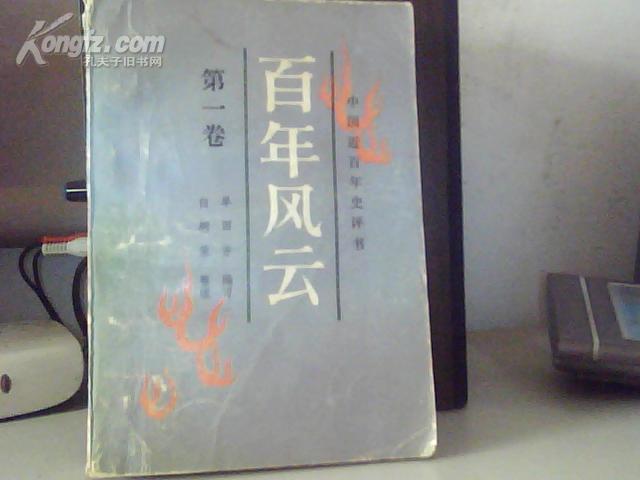 Kongfz.com
孔夫子旧书网
中国近百年史评书
百年风云
第一卷